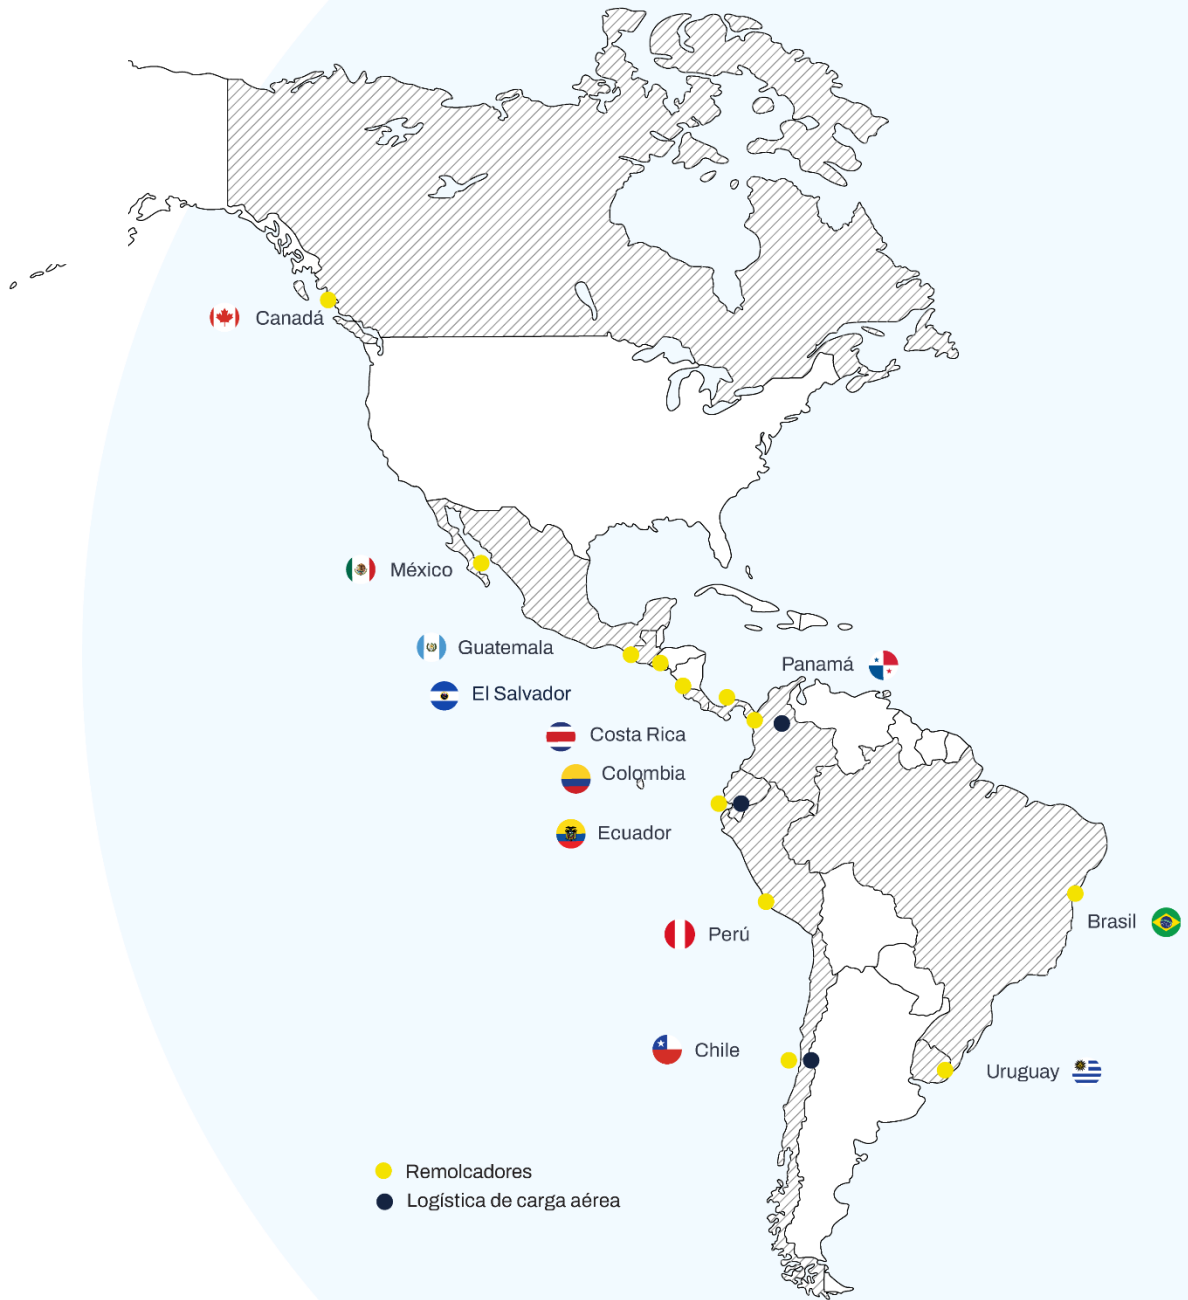 Canadá
México
Guatemala
Panamá
El Salvador
Costa Rica
Colombia
Ecuador
Brasil
Perú
Chile
Uruguay
Remolcadores
Logística de carga aérea